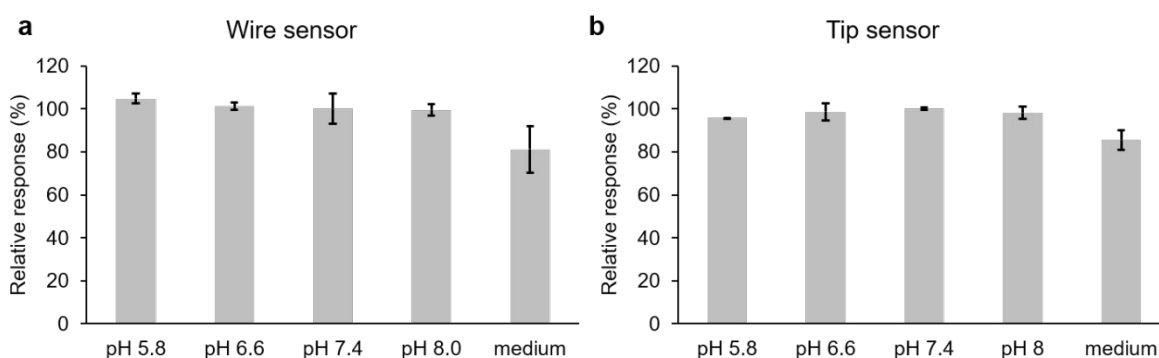 a
Wire sensor
Relative response (%)
120
100
80
60
40
20
0
pH 5.8 pH 6.6 pH 7.4 pH 8.0 medium
b
Tip sensor
Relative response (%)
120
100
80
60
40
20
0
pH 5.8 pH 6.6 pH 7.4 pH 8 medium